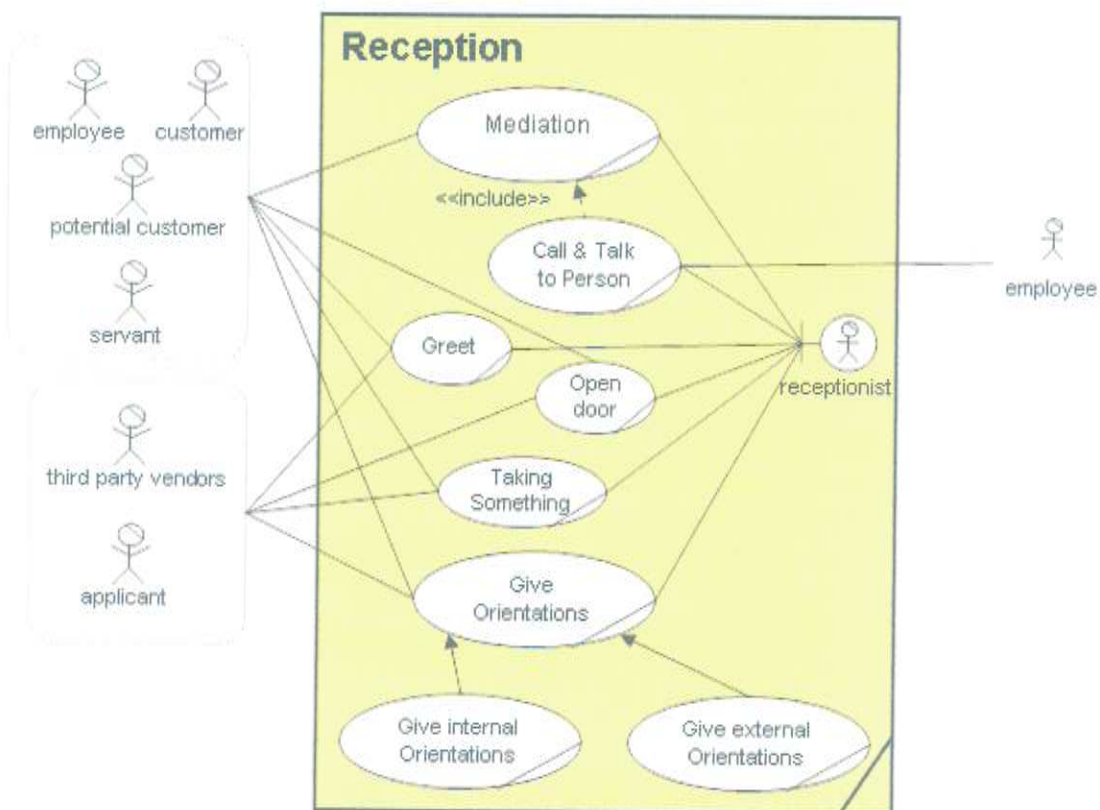 Reception
employee
customer
potential customer
servant
third party vendors
applicant
Mediation
<<include>>
Call & Talk
to Person
Greet
Open
door
Taking
Something
Give
Orientations
Give internal
Orientations
Give external
Orientations
receptionist
employee